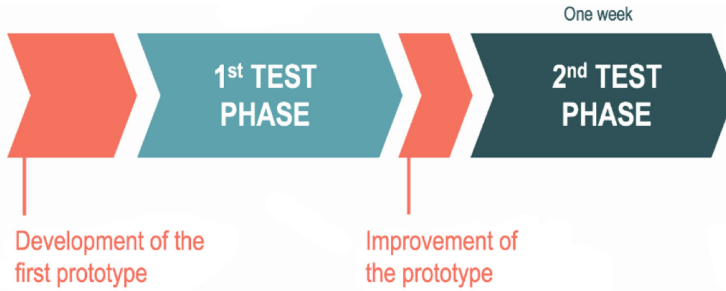 One week
1st TEST
PHASE
2nd TEST
PHASE
Development of the
first prototype
Improvement of
the prototype